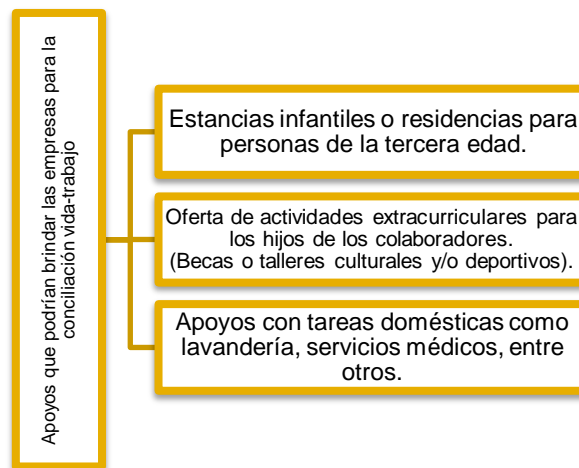 Apoyos que podrían brindar las empresas para la
conciliación vida-trabajo
Estancias infantiles o residencias para
personas de la tercera edad.
Oferta de actividades extracurriculares para
los hijos de los colaboradores.
(Becas o talleres culturales y/o deportivos).
Apoyos con tareas domésticas como
lavandería, servicios médicos, entre
otros.